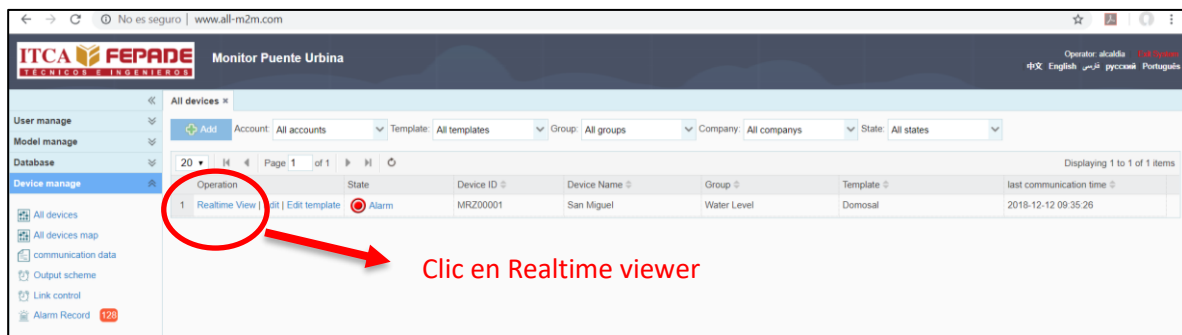 No es seguro | www.all-m2m.com
ITCA FEPADE
TÉCNICOS E INGENIEROS
Monitor Puente Urbina
Operator: alcaldia
中文 English فارسی русский Português
All devices ×
User manage
Model manage
Database
Device manage
All devices
All devices map
communication data
Output scheme
Link control
Alarm Record 128
Add Account: All accounts Template: All templates Group: All groups Company: All companys State: All states
20 Page 1 of 1 Displaying 1 to 1 of 1 items
Operation State Device ID Device Name Group Template last communication time
1 Realtime View | Edit | Edit template Alarm MRZ00001 San Miguel Water Level Domosal 2018-12-12 09:35:26
Clic en Realtime viewer